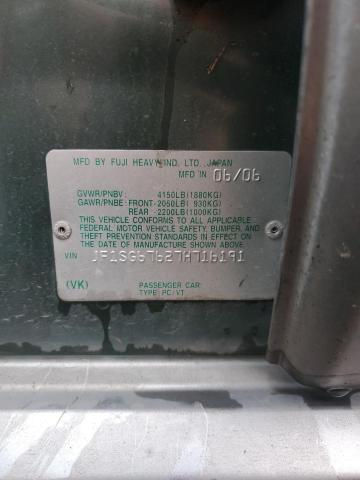 MFD BY FUJI HEAVY IND. LTD. JAPAN
MFD IN 06/06
GVWR/PNBV: 4150LB(1880KG)
GAWR/PNBE: FRONT-2050LB( 930KG)
REAR -2200LB(1000KG)
THIS VEHICLE CONFORMS TO ALL APPLICABLE
FEDERAL MOTOR VEHICLE SAFETY, BUMPER, AND
THEFT PREVENTION STANDARDS IN EFFECT ON THE
DATE OF MANUFACTURE SHOWN ABOVE.
VIN JF1SG67627H716191
(VK) PASSENGER CAR
TYPE PC/VT